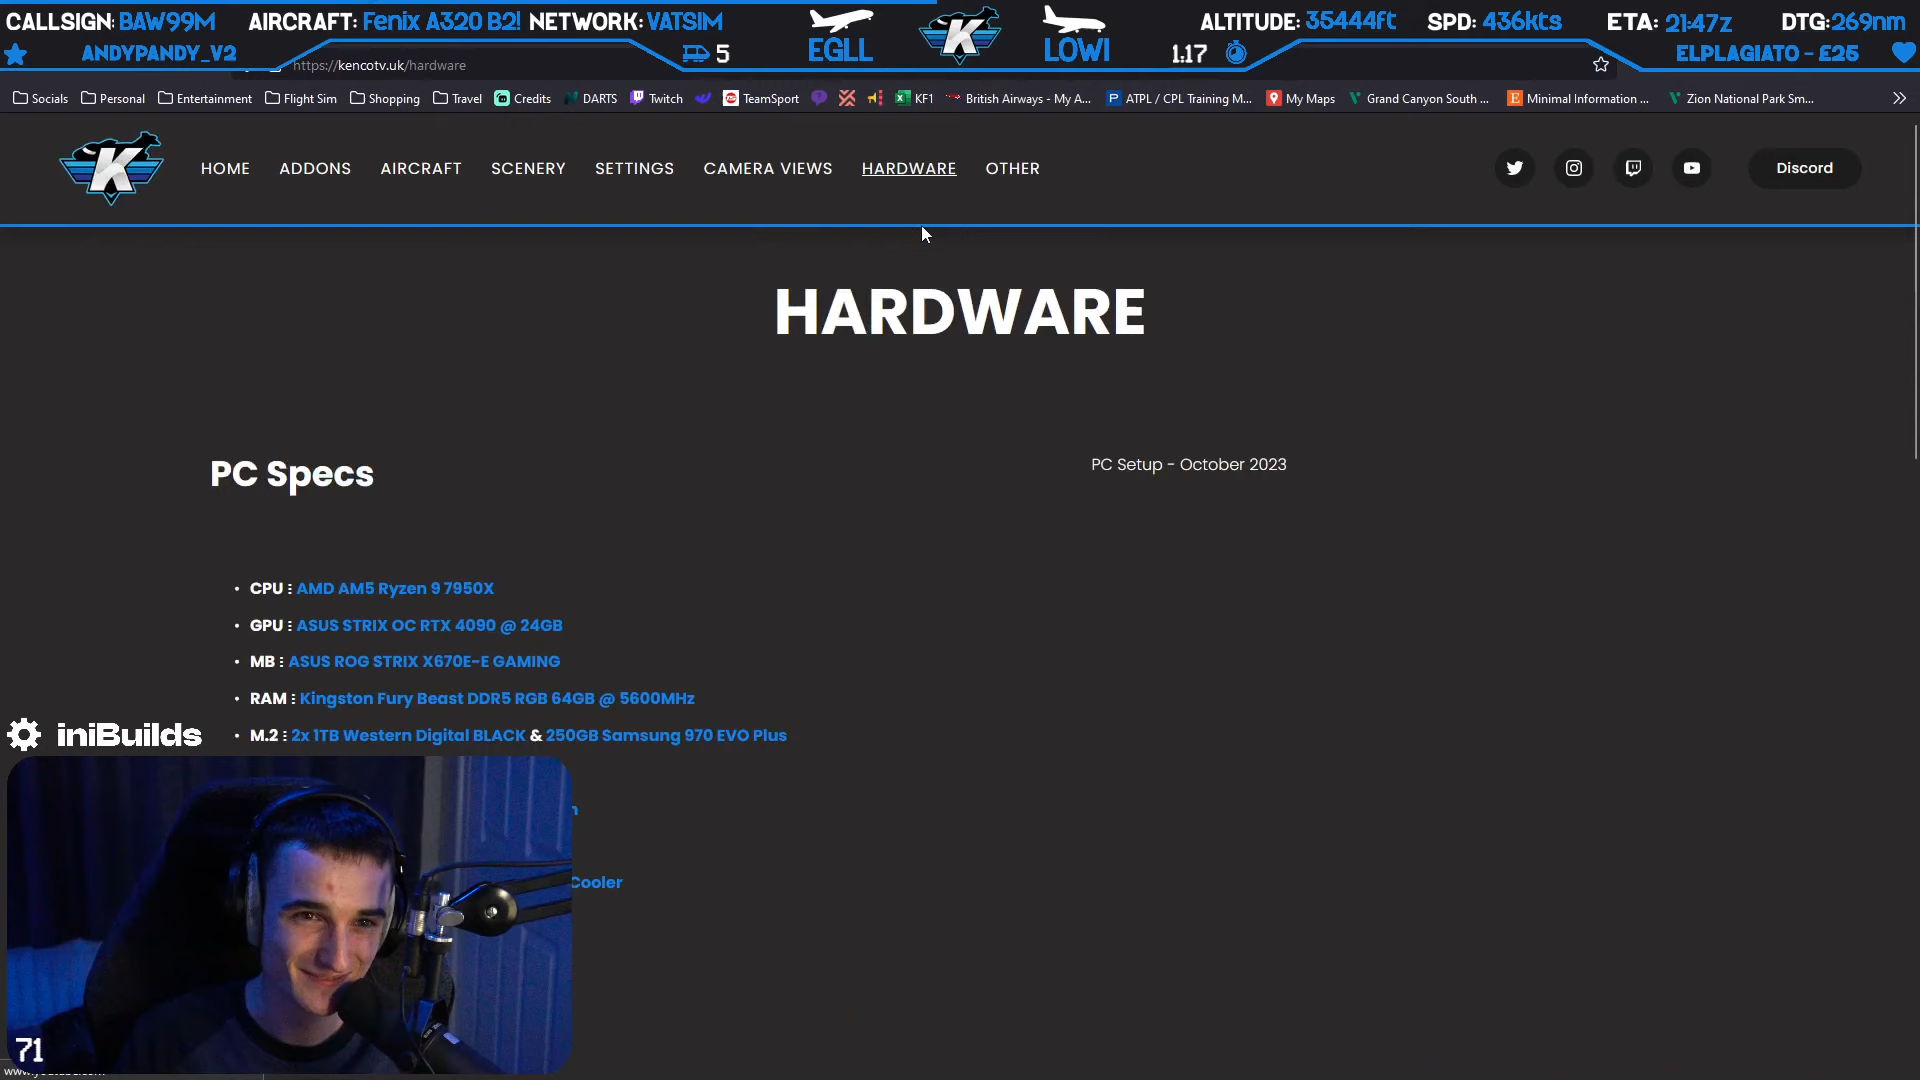 CALLSIGN: BAW99M AIRCRAFT: Fenix A320 B2! NETWORK: VATSIM
ALTITUDE: 35444ft SPD: 436kts ETA: 21:47z DTG:269nm
ANDYPANDY_V2
5
EGLL
K
LOWI
1:17
ELPLAGIATO - £25
https://kencotv.uk/hardware
Socials Personal Entertainment Flight Sim Shopping Travel Credits DARTS Twitch TeamSport KF1 British Airways - My A... ATPL / CPL Training M... My Maps Grand Canyon South ... Minimal Information ... Zion National Park Sm...
K HOME ADDONS AIRCRAFT SCENERY SETTINGS CAMERA VIEWS HARDWARE OTHER Discord
HARDWARE
PC Specs
PC Setup - October 2023
• CPU : AMD AM5 Ryzen 9 7950X
• GPU : ASUS STRIX OC RTX 4090 @ 24GB
• MB : ASUS ROG STRIX X670E-E GAMING
• RAM : Kingston Fury Beast DDR5 RGB 64GB @ 5600MHz
• M.2 : 2x 1TB Western Digital BLACK & 250GB Samsung 970 EVO Plus
iniBuilds
Cooler
71